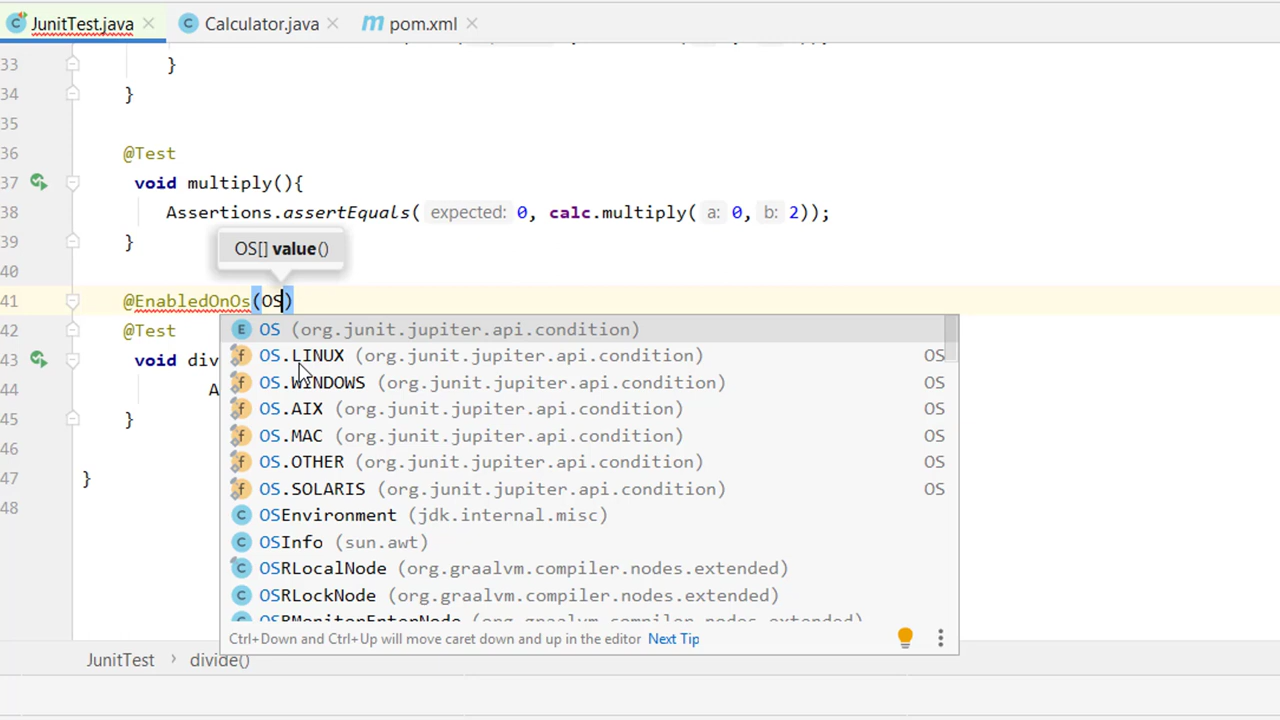 JunitTest.java
Calculator.java
pom.xml
33 }
34 }
35
36 @Test
37 void multiply(){
38 Assertions.assertEquals( expected: 0, calc.multiply( a: 0, b: 2));
39 }
OS[] value()
40
41 @EnabledOnOs(OS)
42 @Test
43 void div
44 A
45 }
46
47 }
48
OS (org.junit.jupiter.api.condition)
OS.LINUX (org.junit.jupiter.api.condition) OS
OS.WINDOWS (org.junit.jupiter.api.condition) OS
OS.AIX (org.junit.jupiter.api.condition) OS
OS.MAC (org.junit.jupiter.api.condition) OS
OS.OTHER (org.junit.jupiter.api.condition) OS
OS.SOLARIS (org.junit.jupiter.api.condition) OS
OSEnvironment (jdk.internal.misc)
OSInfo (sun.awt)
OSRLocalNode (org.graalvm.compiler.nodes.extended)
OSRLockNode (org.graalvm.compiler.nodes.extended)
OSRMonitorEnterNode (org.graalvm.compiler.nodes.extended)
Ctrl+Down and Ctrl+Up will move caret down and up in the editor Next Tip
JunitTest › divide()